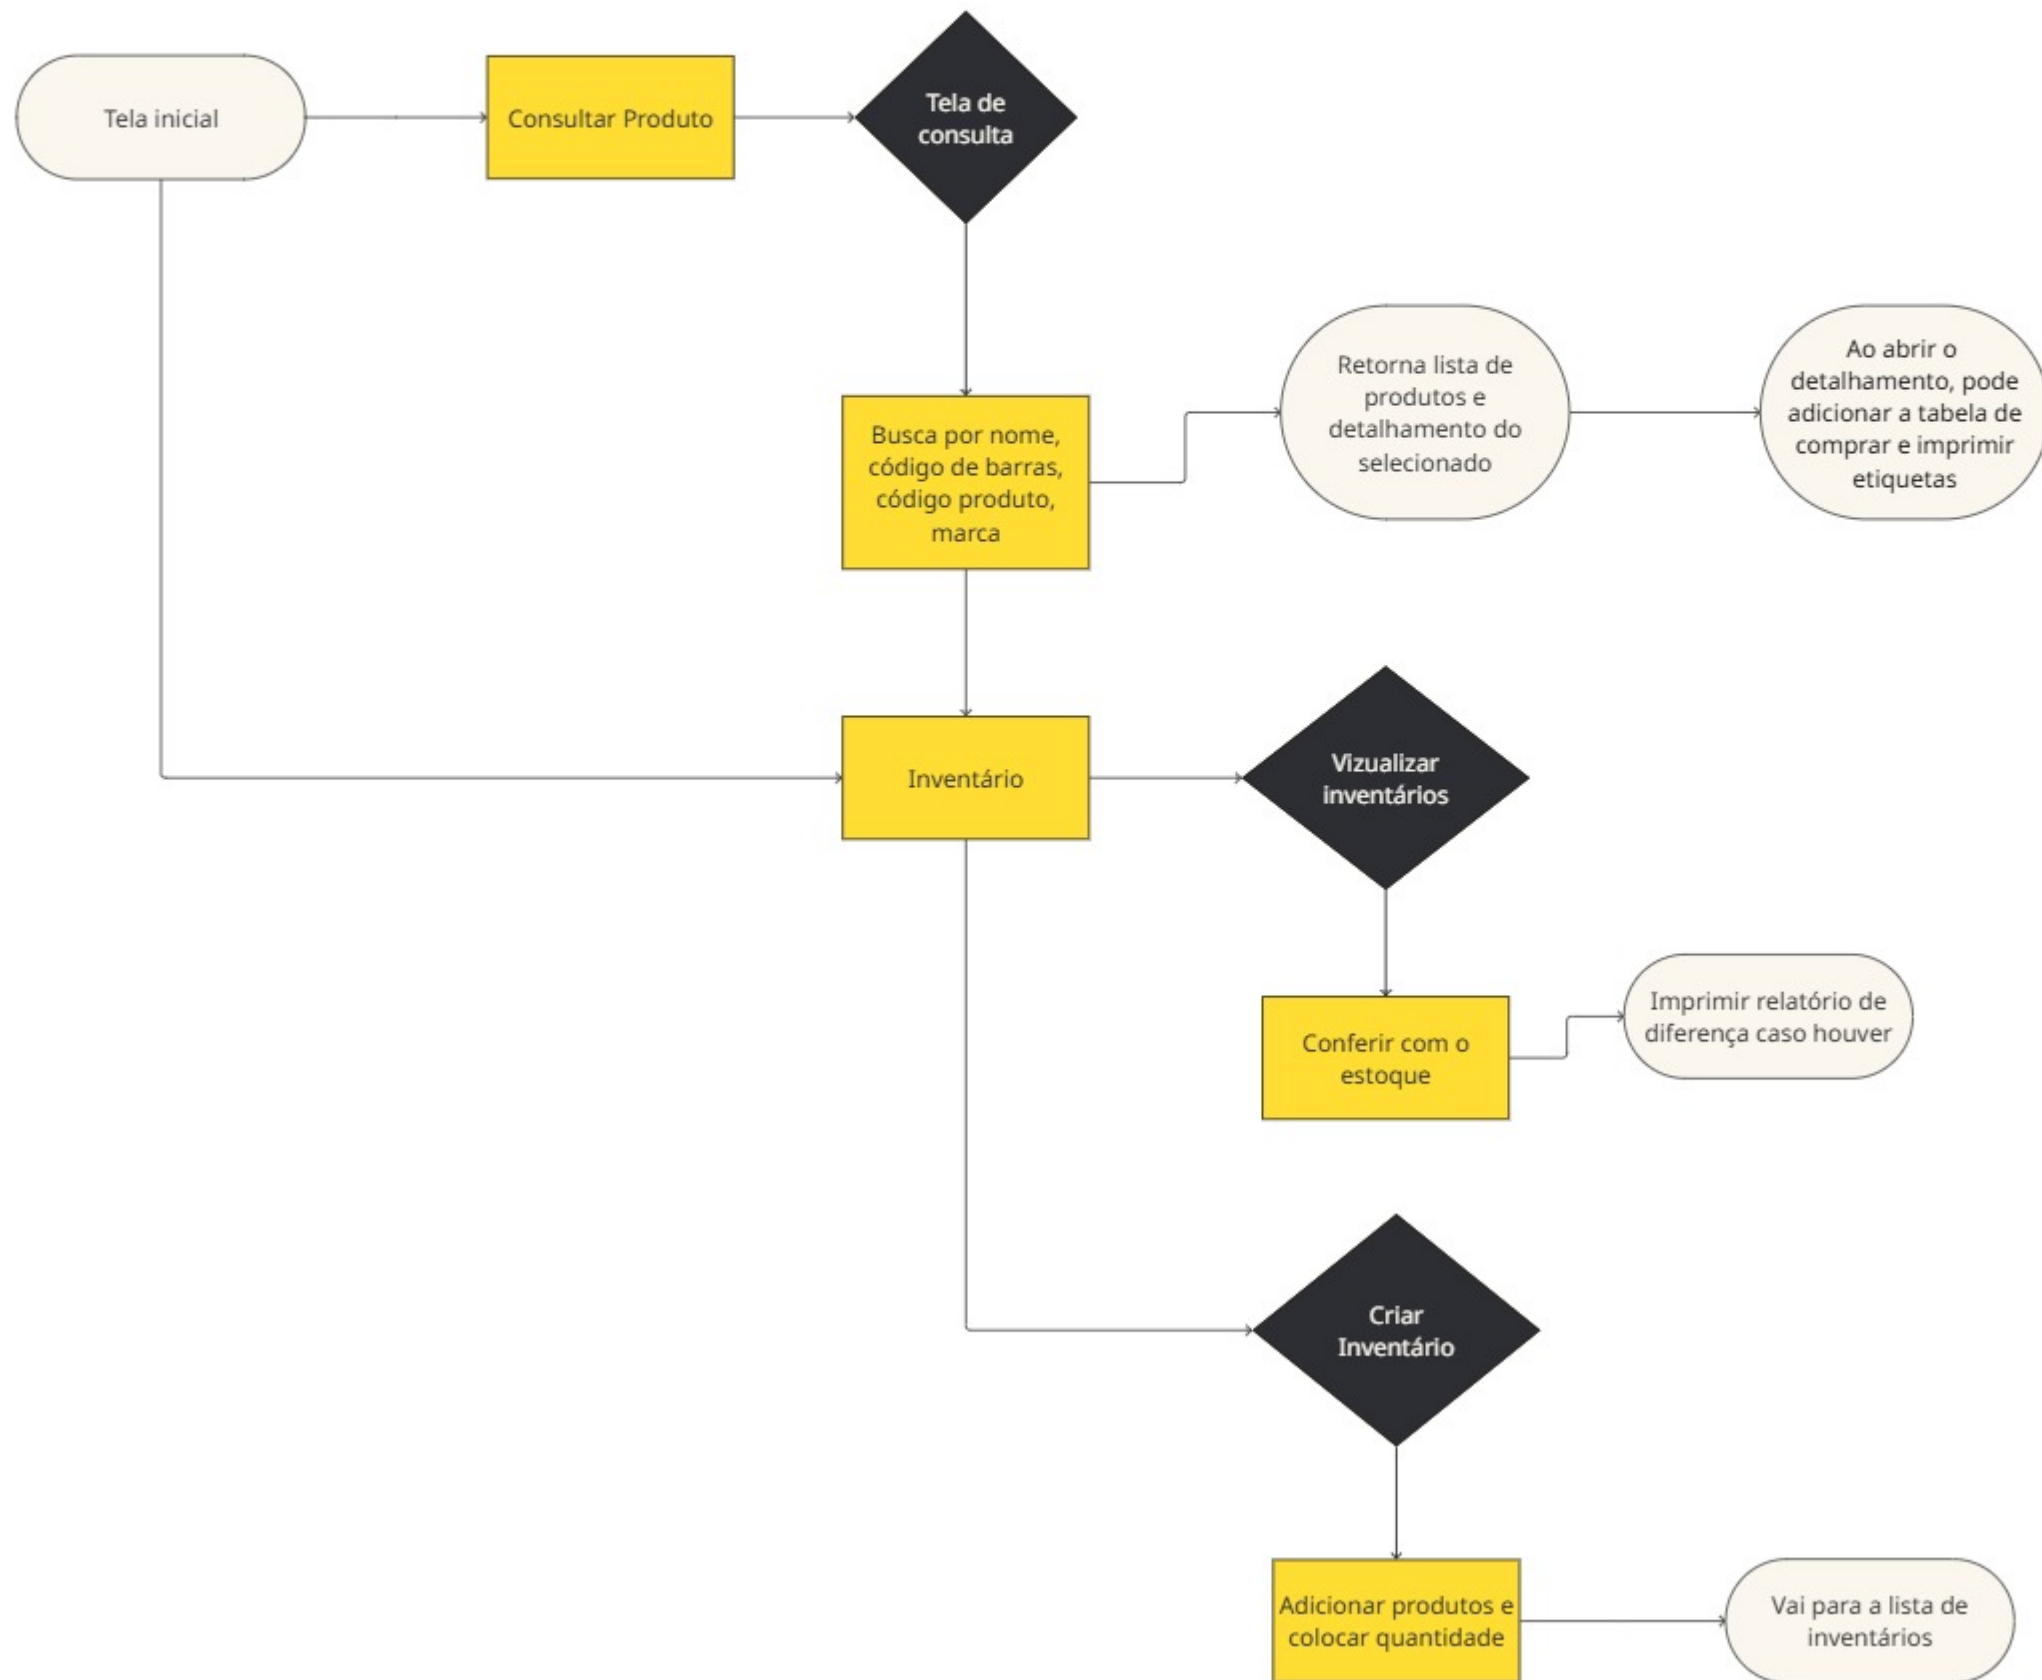 Tela inicial
Consultar Produto
Tela de
consulta
Busca por nome,
código de barras,
código produto,
marca
Retorna lista de
produtos e
detalhamento do
selecionado
Ao abrir o
detalhamento, pode
adicionar a tabela de
comprar e imprimir
etiquetas
Inventário
Vizualizar
inventários
Conferir com o
estoque
Imprimir relatório de
diferença caso houver
Criar
Inventário
Adicionar produtos e
colocar quantidade
Vai para a lista de
inventários